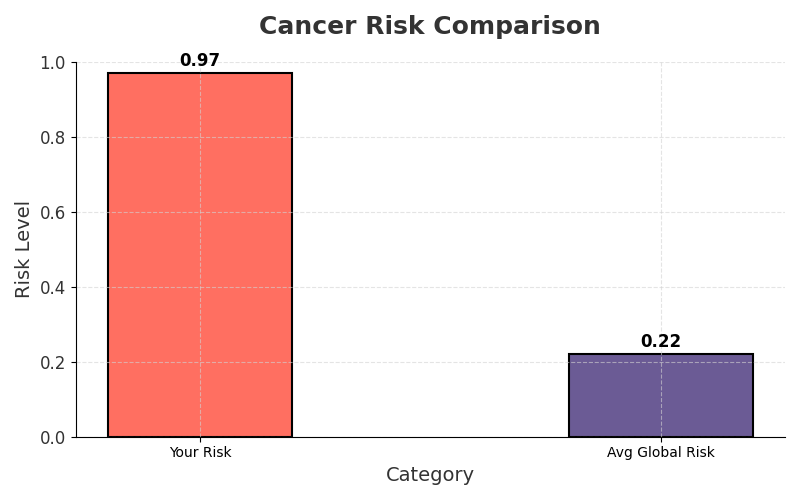 Cancer Risk Comparison
0.97
0.22
1.0
0.8
0.6
0.4
0.2
0.0
Risk Level
Your Risk
Avg Global Risk
Category